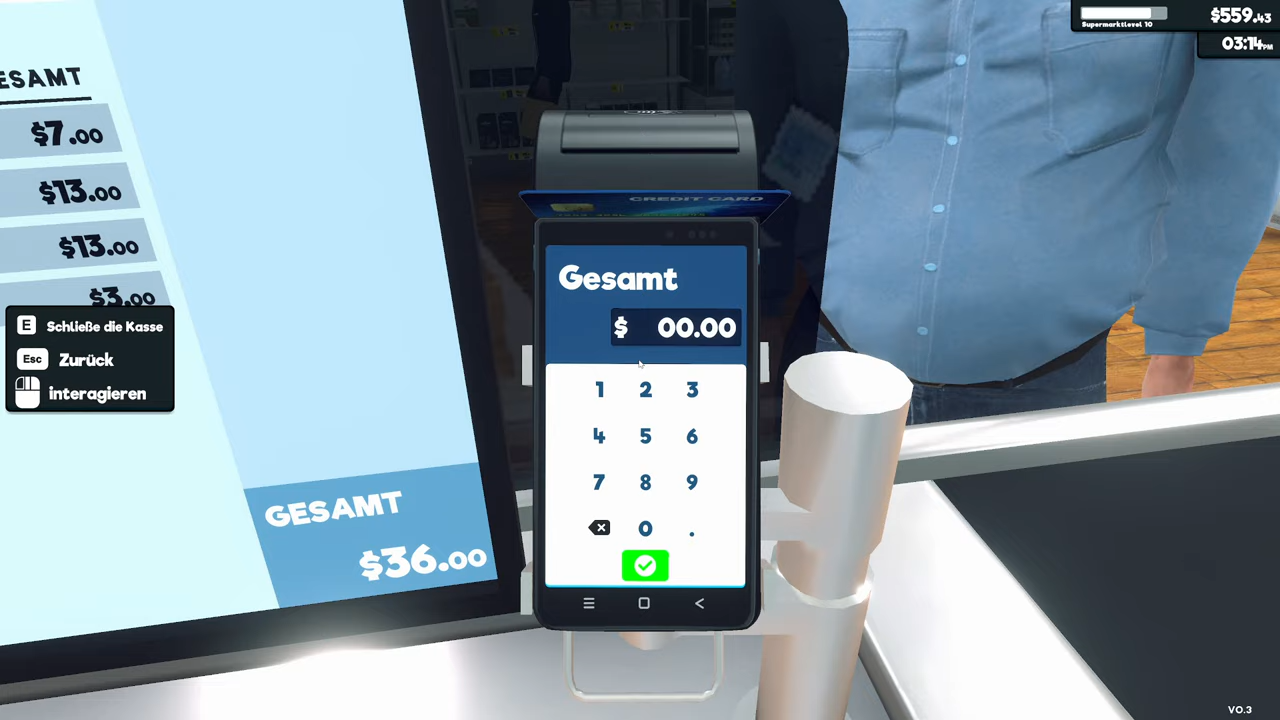 ESAMT
$7.00
$13.00
$13.00
$3.00
E Schließe die Kasse
Esc Zurück
interagieren
GESAMT
$36.00
CREDIT CARD
Gesamt
$ 00.00
1 2 3
4 5 6
7 8 9
0 .
Supermarktlevel 10
$559.43
03:14PM
V0.3